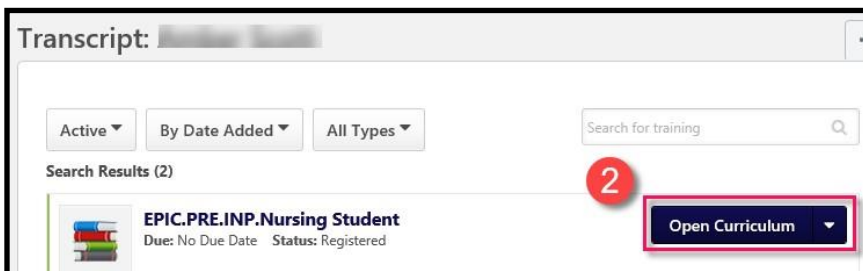 Transcript:
Active By Date Added All Types Search for training
Search Results (2)
2
EPIC.PRE.INP.Nursing Student
Open Curriculum
Due: No Due Date Status: Registered